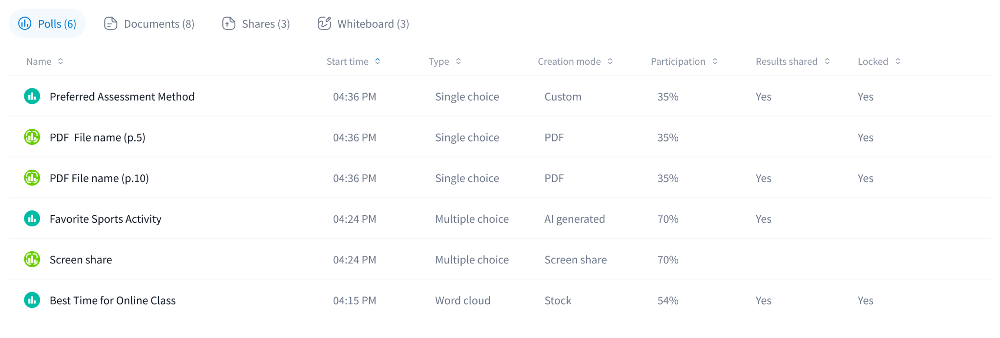 Polls (6) Documents (8) Shares (3) Whiteboard (3)
Name Start time Type Creation mode Participation Results shared Locked
Preferred Assessment Method 04:36 PM Single choice Custom 35% Yes Yes
PDF  File name (p.5) 04:36 PM Single choice PDF 35% Yes
PDF File name (p.10) 04:36 PM Single choice PDF 35% Yes Yes
Favorite Sports Activity 04:24 PM Multiple choice AI generated 70% Yes
Screen share 04:24 PM Multiple choice Screen share 70%
Best Time for Online Class 04:15 PM Word cloud Stock 54% Yes Yes